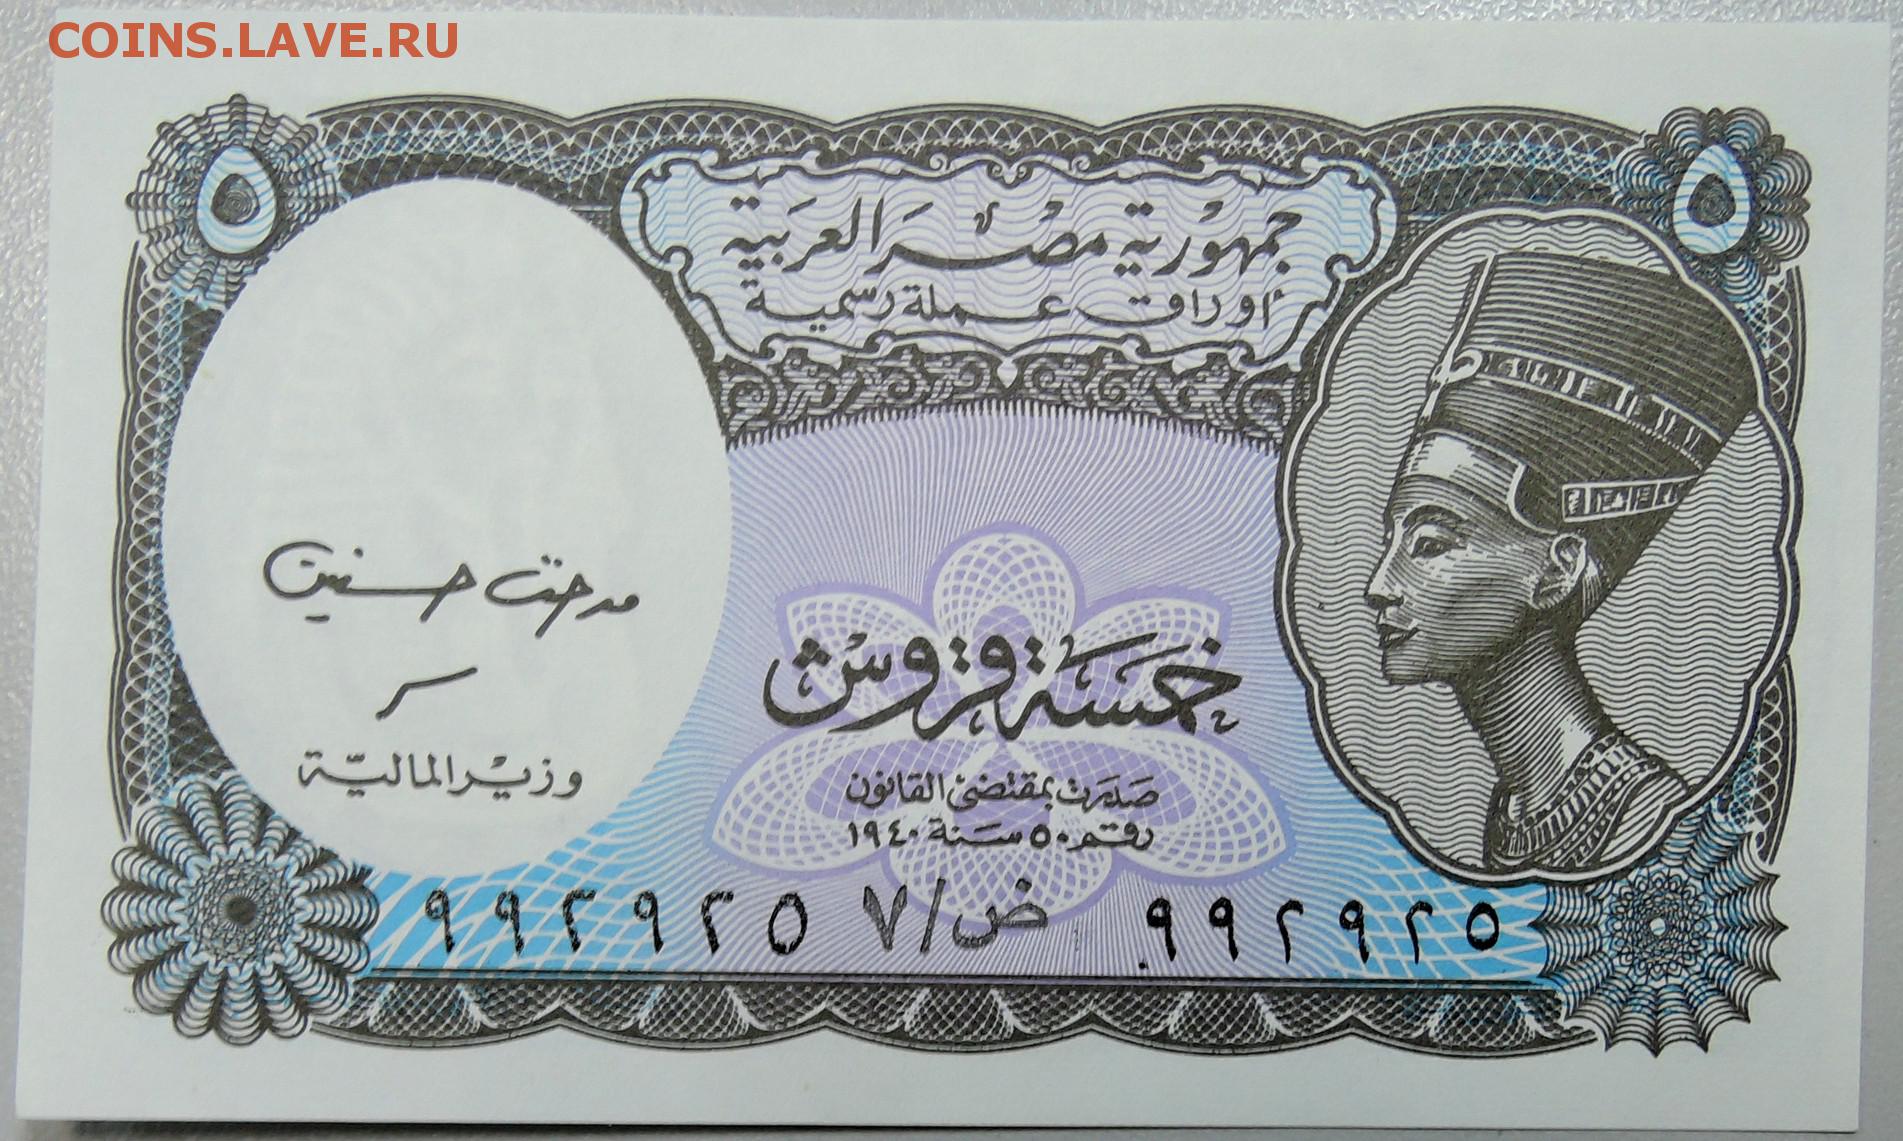 COINS.LAVE.RU
٥ ٥
جمهورية مصر العربية
أوراق عملة رسمية
مدحت حسنين
وزير المالية
خمسة قروش
صدرت بمقتضى القانون
رقم ٥٠ سنة ١٩٤٠
٩٩٢٩٢٥ ض/٧ ٩٩٢٩٢٥